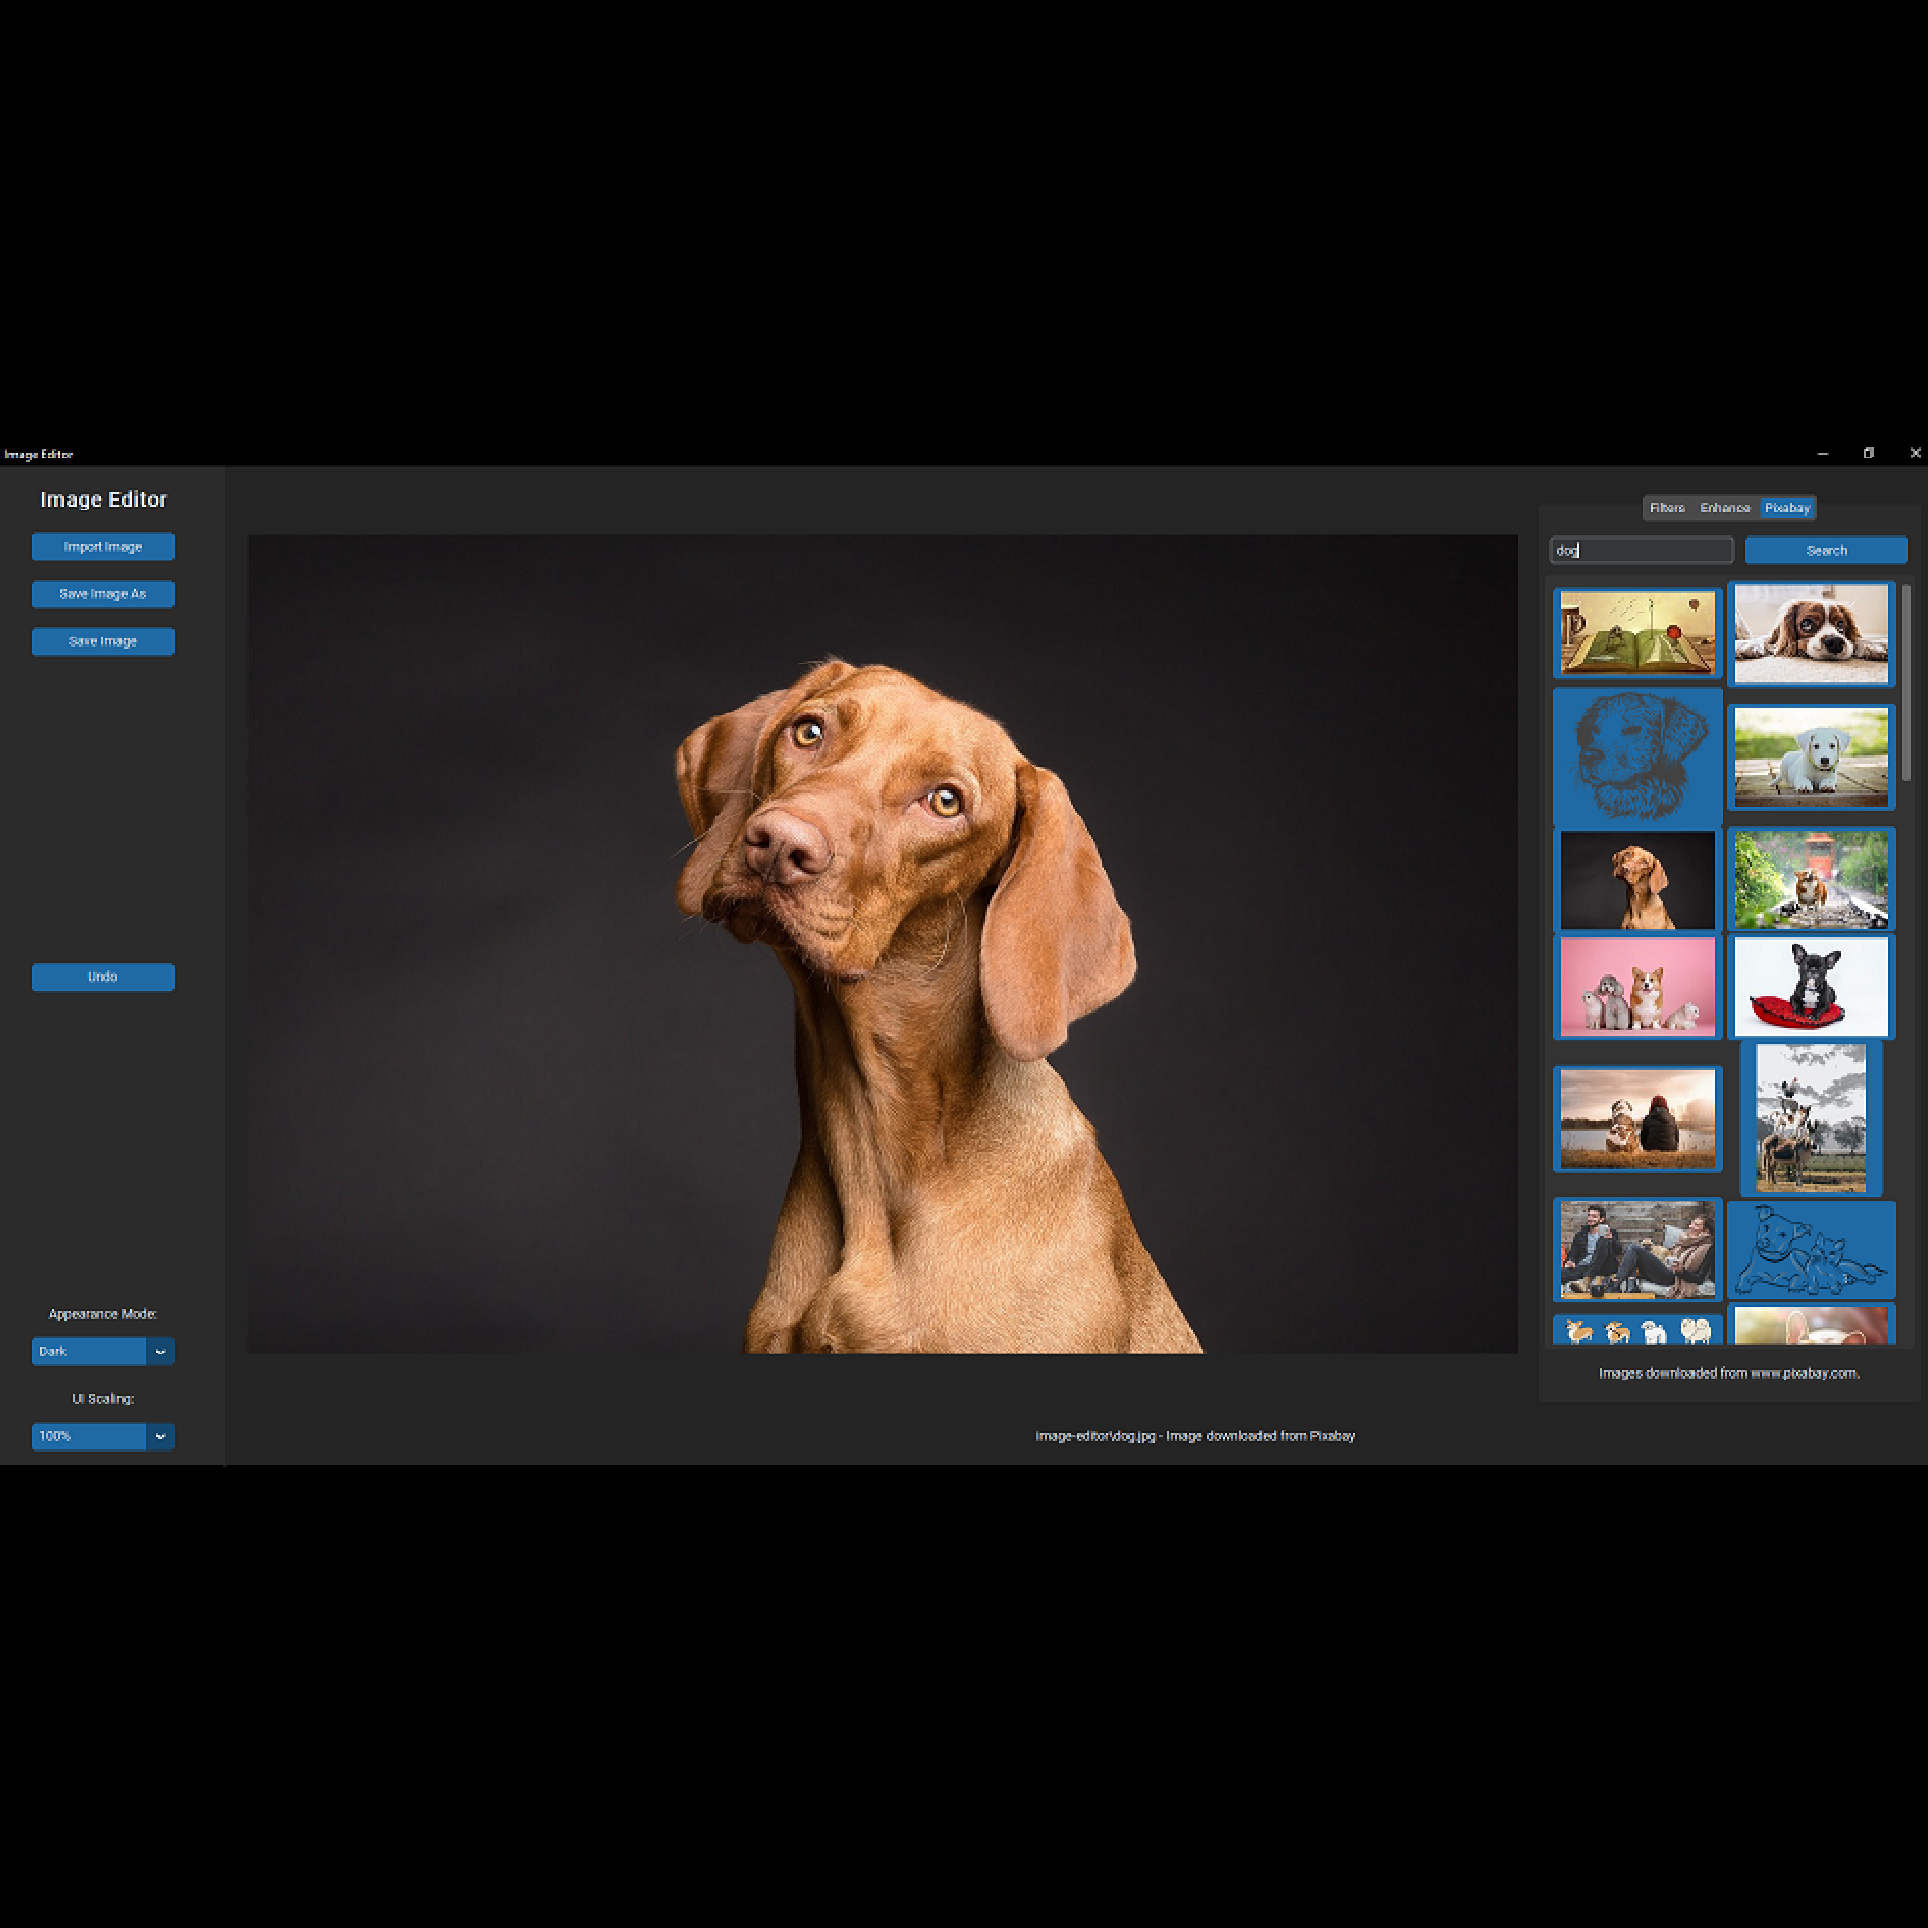 Image Editor
Image Editor
Import Image
Save Image As
Save Image
Undo
Appearance Mode:
Dark
UI Scaling:
100%
Filters Enhance Pixabay
dog Search
Images downloaded from www.pixabay.com.
image-editor\dog.jpg - Image downloaded from Pixabay